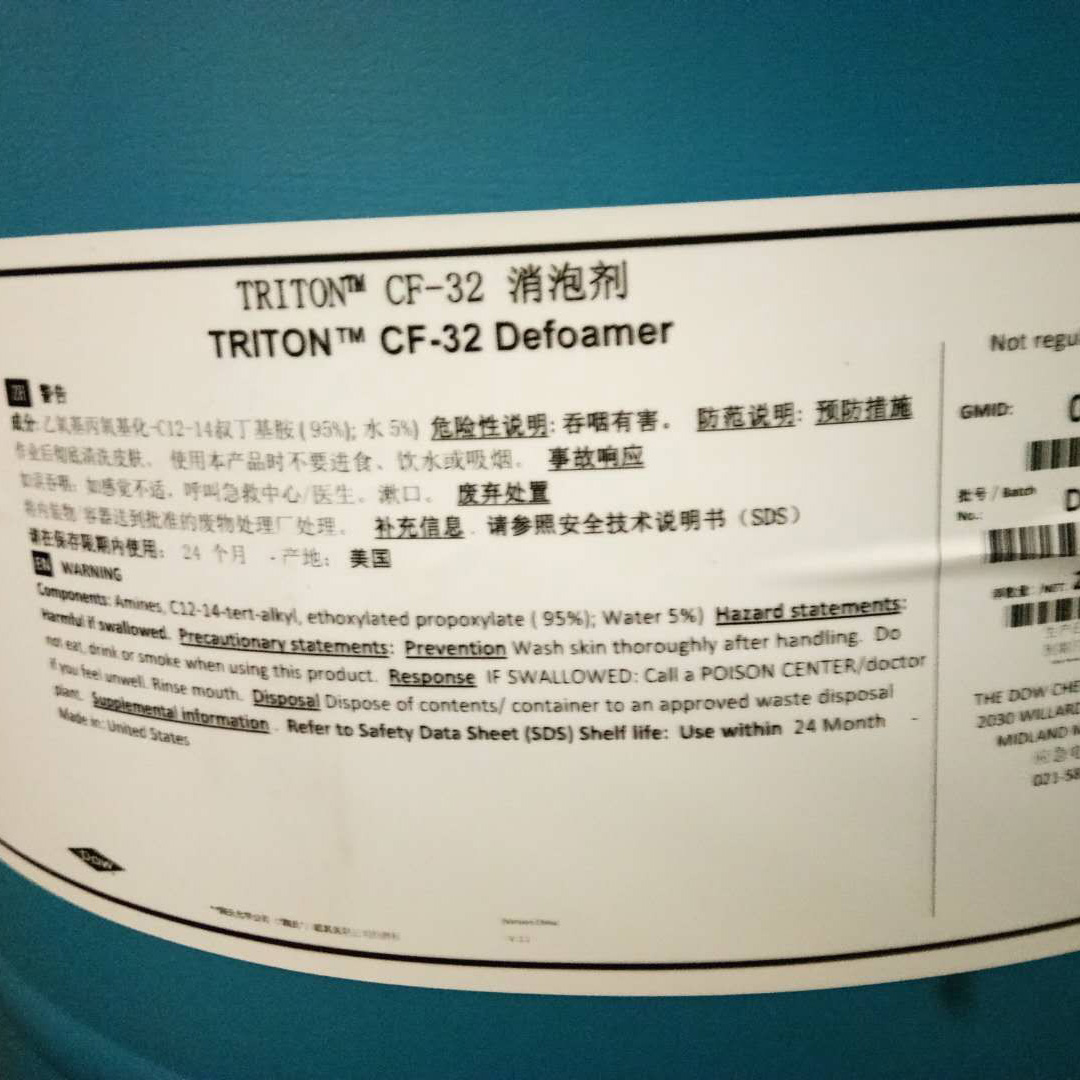 TRITON™ CF-32 消泡剂
TRITON™ CF-32 Defoamer
ZH 警告
成分: 乙氧基丙氧基化-C12-14叔丁基胺 (95%); 水 5%) 危险性说明: 吞咽有害。 防范说明: 预防措施
作业后彻底清洗皮肤。 使用本产品时不要进食、饮水或吸烟。 事故响应
如误吞咽: 如感觉不适, 呼叫急救中心/医生。漱口。 废弃处置
将内装物/容器送到批准的废物处理厂处理。 补充信息. 请参照安全技术说明书 (SDS)
请在保存限期内使用: 24 个月 -产地: 美国
EN WARNING
Components: Amines, C12-14-tert-alkyl, ethoxylated propoxylate ( 95%); Water 5%) Hazard statements:
Harmful if swallowed. Precautionary statements: Prevention Wash skin thoroughly after handling. Do
not eat, drink or smoke when using this product. Response IF SWALLOWED: Call a POISON CENTER/doctor
if you feel unwell. Rinse mouth. Disposal Dispose of contents/ container to an approved waste disposal
plant. Supplemental information . Refer to Safety Data Sheet (SDS) Shelf life: Use within 24 Month -
Made in: United States
Dow
Not regu
GMID:
批号 / Batch
No.: D
/NET:
THE DOW CHE
2030 WILLARD
MIDLAND M
应急电
021-58